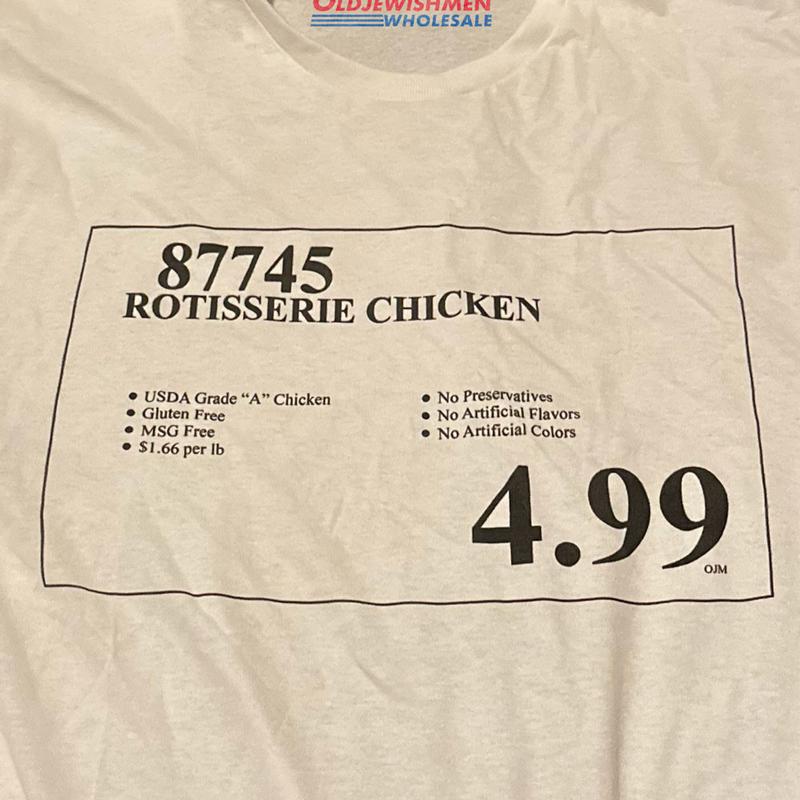 OLDJEWISHMEN
WHOLESALE
87745
ROTISSERIE CHICKEN
• USDA Grade “A” Chicken
• Gluten Free
• MSG Free
• $1.66 per lb
• No Preservatives
• No Artificial Flavors
• No Artificial Colors
4.99
OJM